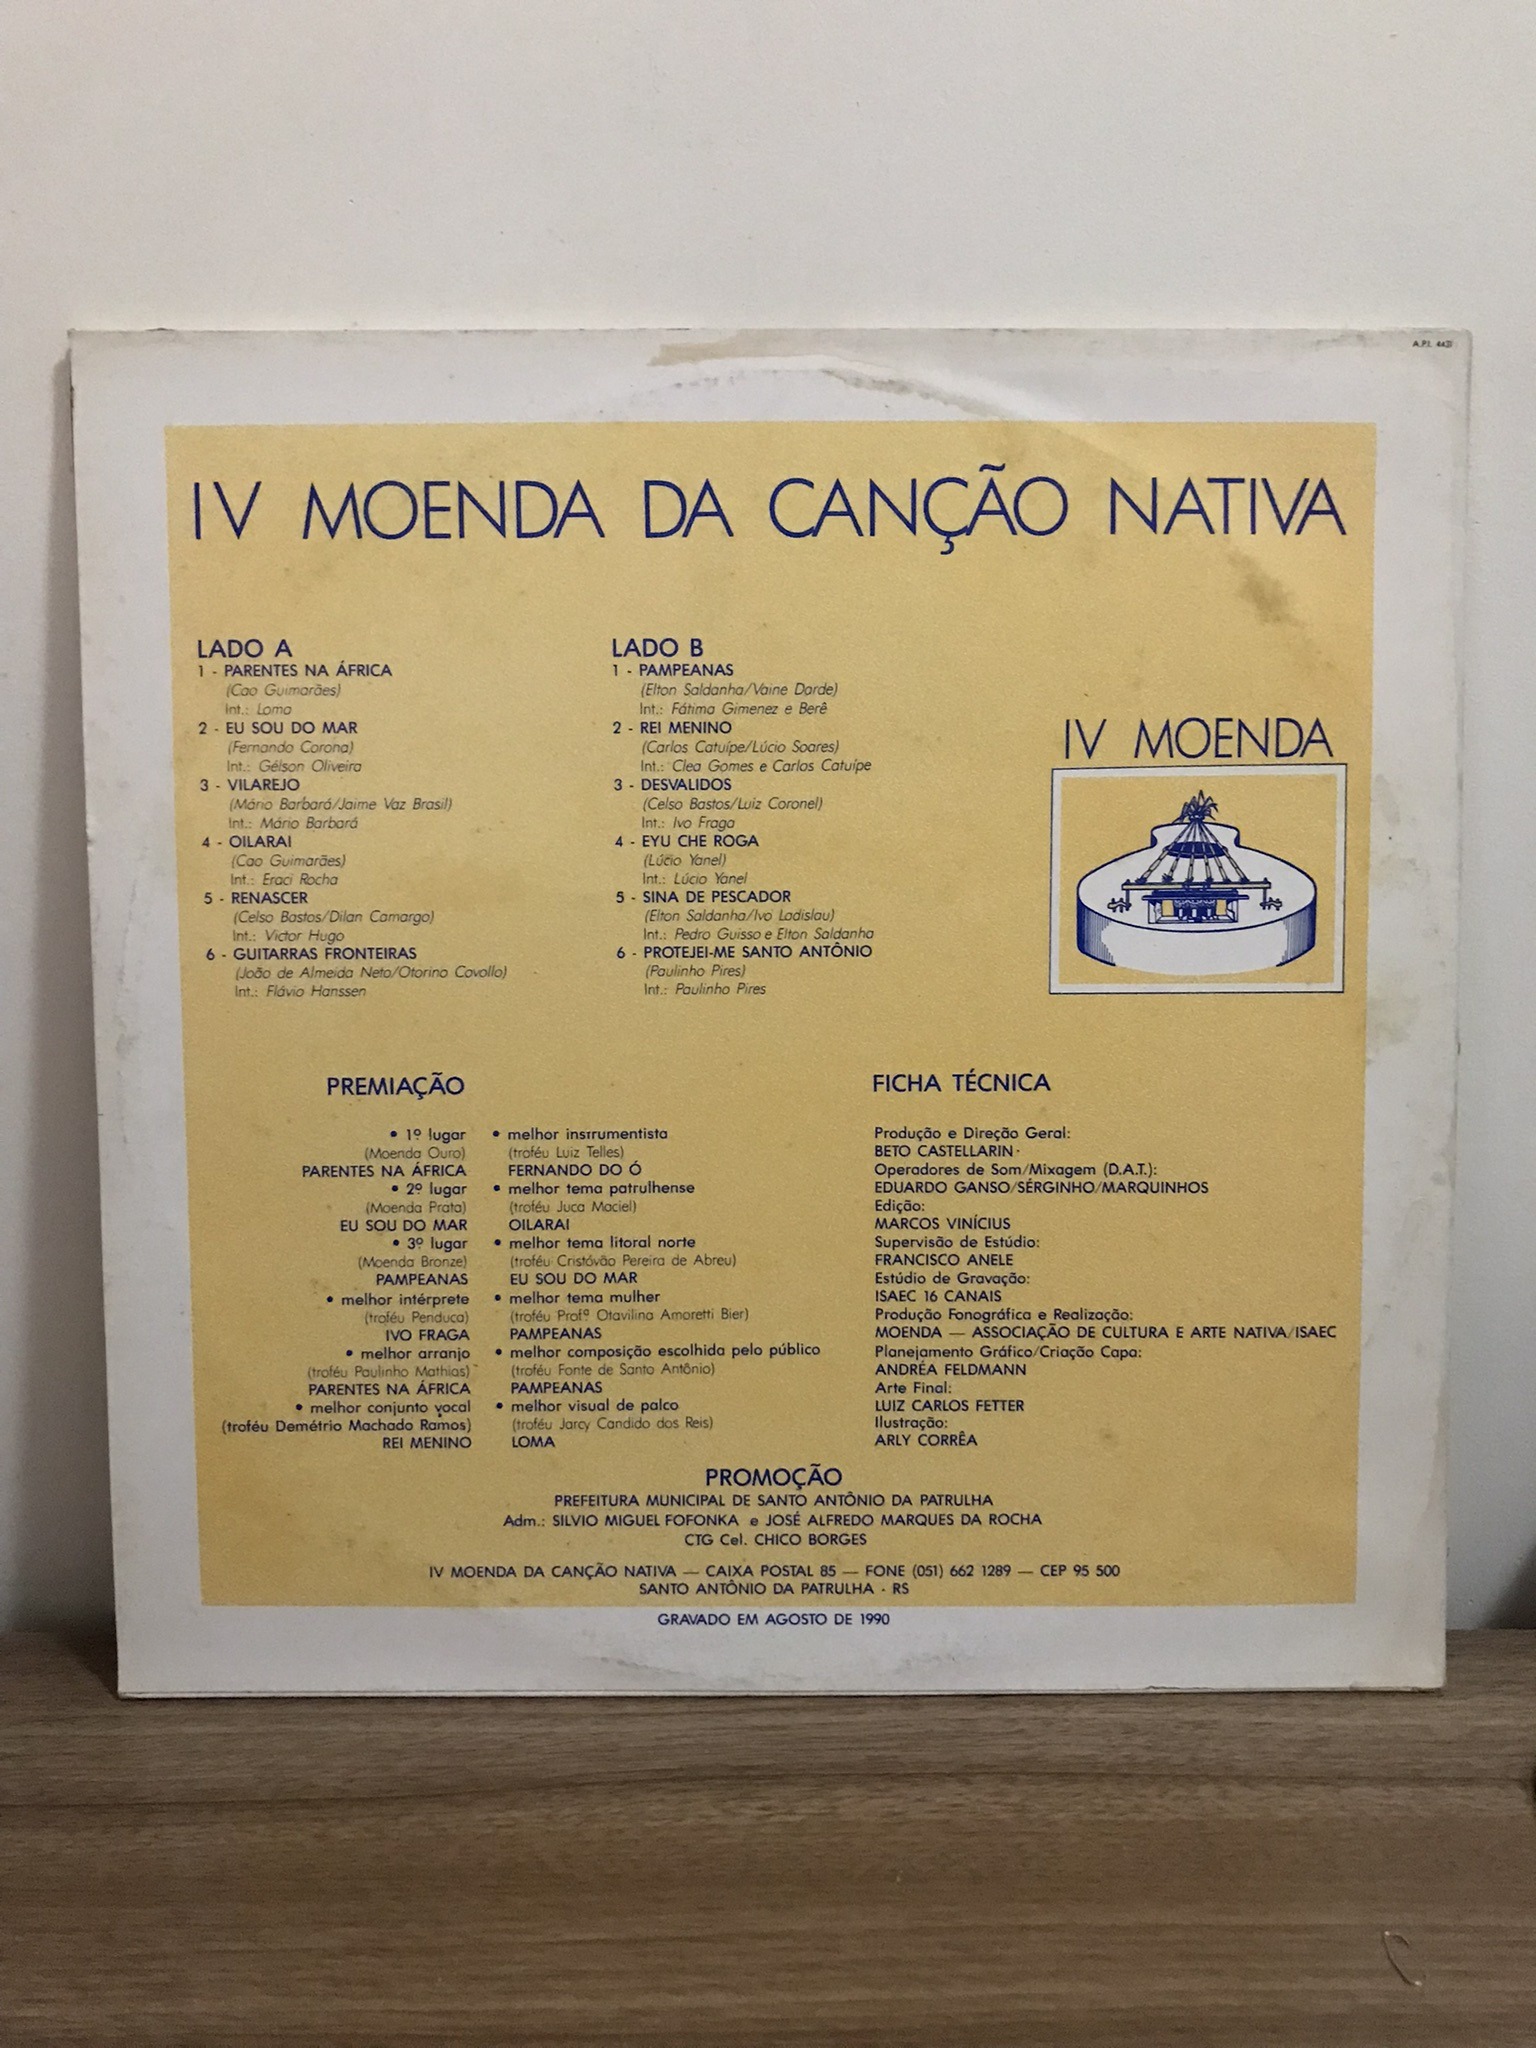 A.P.L 4421
IV MOENDA DA CANÇÃO NATIVA
LADO A
1 - PARENTES NA ÁFRICA
(Cao Guimarães)
Int.: Loma
2 - EU SOU DO MAR
(Fernando Corona)
Int.: Gélson Oliveira
3 - VILAREJO
(Mário Barbará/Jaime Vaz Brasil)
Int.: Mário Barbará
4 - OILARAI
(Cao Guimarães)
Int.: Eraci Rocha
5 - RENASCER
(Celso Bastos/Dilan Camargo)
Int.: Victor Hugo
6 - GUITARRAS FRONTEIRAS
(João de Almeida Neto/Otorino Covollo)
Int.: Flávio Hanssen
LADO B
1 - PAMPEANAS
(Elton Saldanha/Vaine Darde)
Int.: Fátima Gimenez e Berê
2 - REI MENINO
(Carlos Catuípe/Lúcio Soares)
Int.: Clea Gomes e Carlos Catuípe
3 - DESVALIDOS
(Celso Bastos/Luiz Coronel)
Int.: Ivo Fraga
4 - EYU CHE ROGA
(Lúcio Yanel)
Int.: Lúcio Yanel
5 - SINA DE PESCADOR
(Elton Saldanha/Ivo Ladislau)
Int.: Pedro Guisso e Elton Saldanha
6 - PROTEJEI-ME SANTO ANTÔNIO
(Paulinho Pires)
Int.: Paulinho Pires
IV MOENDA
PREMIAÇÃO
• 1º lugar
(Moenda Ouro)
PARENTES NA ÁFRICA
• 2º lugar
(Moenda Prata)
EU SOU DO MAR
• 3º lugar
(Moenda Bronze)
PAMPEANAS
• melhor intérprete
(troféu Penduca)
IVO FRAGA
• melhor arranjo
(troféu Paulinho Mathias)
PARENTES NA ÁFRICA
• melhor conjunto vocal
(troféu Demétrio Machado Ramos)
REI MENINO
• melhor instrumentista
(troféu Luiz Telles)
FERNANDO DO Ó
• melhor tema patrulhense
(troféu Juca Maciel)
OILARAI
• melhor tema litoral norte
(troféu Cristóvão Pereira de Abreu)
EU SOU DO MAR
• melhor tema mulher
(troféu Profª Otavilina Amoretti Bier)
PAMPEANAS
• melhor composição escolhida pelo público
(troféu Fonte de Santo Antônio)
PAMPEANAS
• melhor visual de palco
(troféu Jarcy Candido dos Reis)
LOMA
FICHA TÉCNICA
Produção e Direção Geral:
BETO CASTELLARIN
Operadores de Som/Mixagem (D.A.T.):
EDUARDO GANSO/SÉRGINHO/MARQUINHOS
Edição:
MARCOS VINÍCIUS
Supervisão de Estúdio:
FRANCISCO ANELE
Estúdio de Gravação:
ISAEC 16 CANAIS
Produção Fonográfica e Realização:
MOENDA — ASSOCIAÇÃO DE CULTURA E ARTE NATIVA/ISAEC
Planejamento Gráfico/Criação Capa:
ANDRÉA FELDMANN
Arte Final:
LUIZ CARLOS FETTER
Ilustração:
ARLY CORRÊA
PROMOÇÃO
PREFEITURA MUNICIPAL DE SANTO ANTÔNIO DA PATRULHA
Adm.: SILVIO MIGUEL FOFONKA e JOSÉ ALFREDO MARQUES DA ROCHA
CTG Cel. CHICO BORGES
IV MOENDA DA CANÇÃO NATIVA — CAIXA POSTAL 85 — FONE (051) 662 1289 — CEP 95 500
SANTO ANTÔNIO DA PATRULHA - RS
GRAVADO EM AGOSTO DE 1990